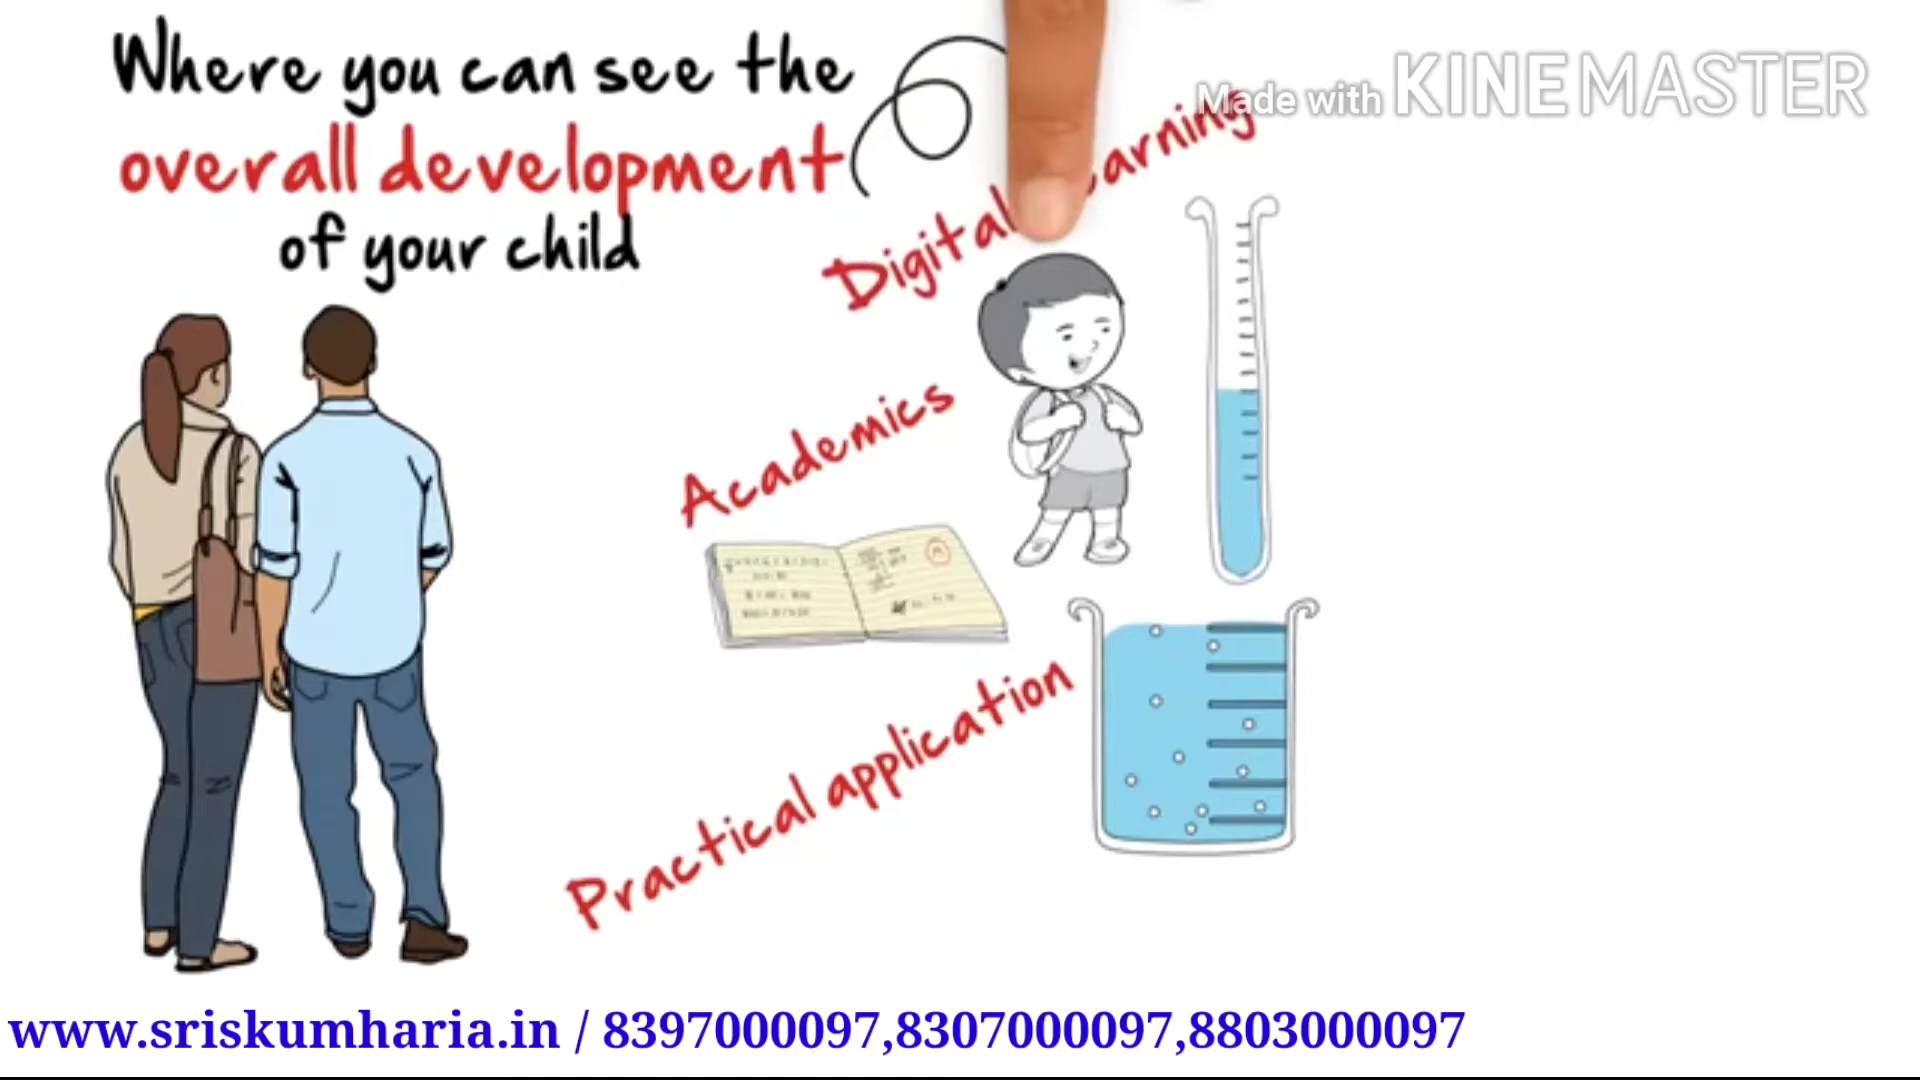 Where you can see the
overall development
of your child
Made with KINEMASTER
Digital
Academics
Practical application
www.sriskumharia.in / 8397000097,8307000097,8803000097